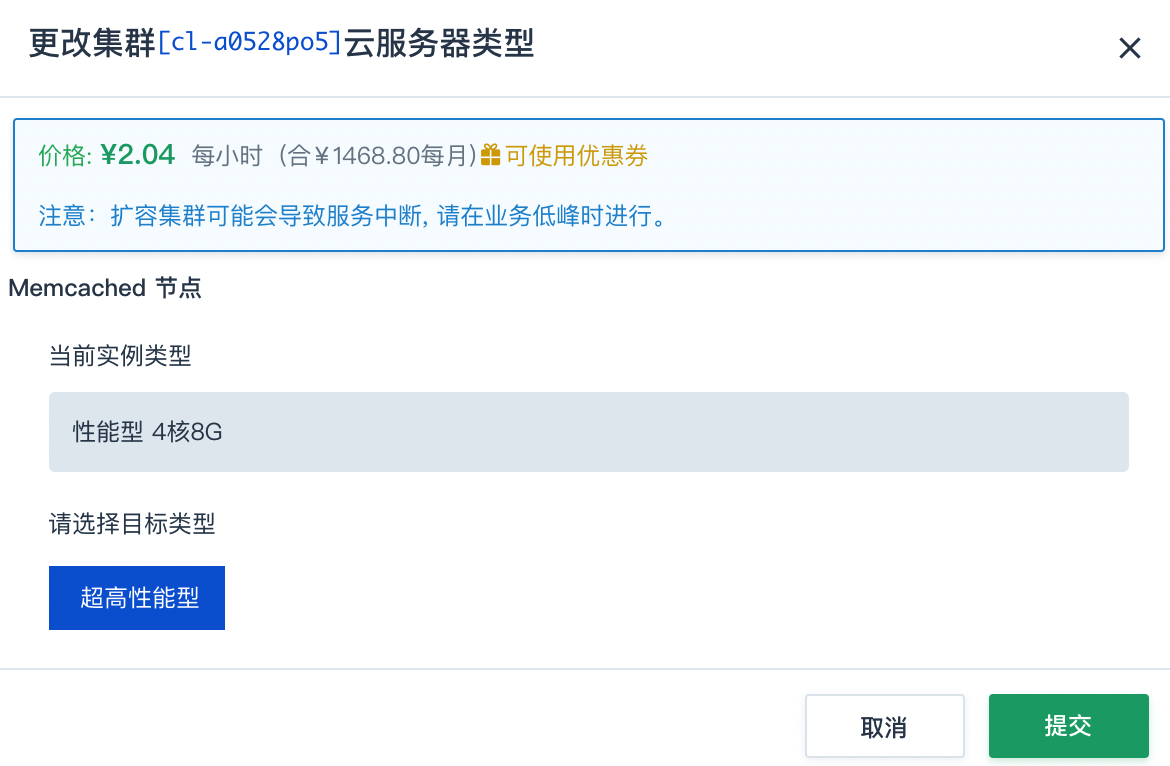 更改集群[cl-a0528po5]云服务器类型
价格: ¥2.04 每小时 (合￥1468.80每月) 可使用优惠券
注意：扩容集群可能会导致服务中断, 请在业务低峰时进行。
Memcached 节点
当前实例类型
性能型 4核8G
请选择目标类型
超高性能型
取消 提交